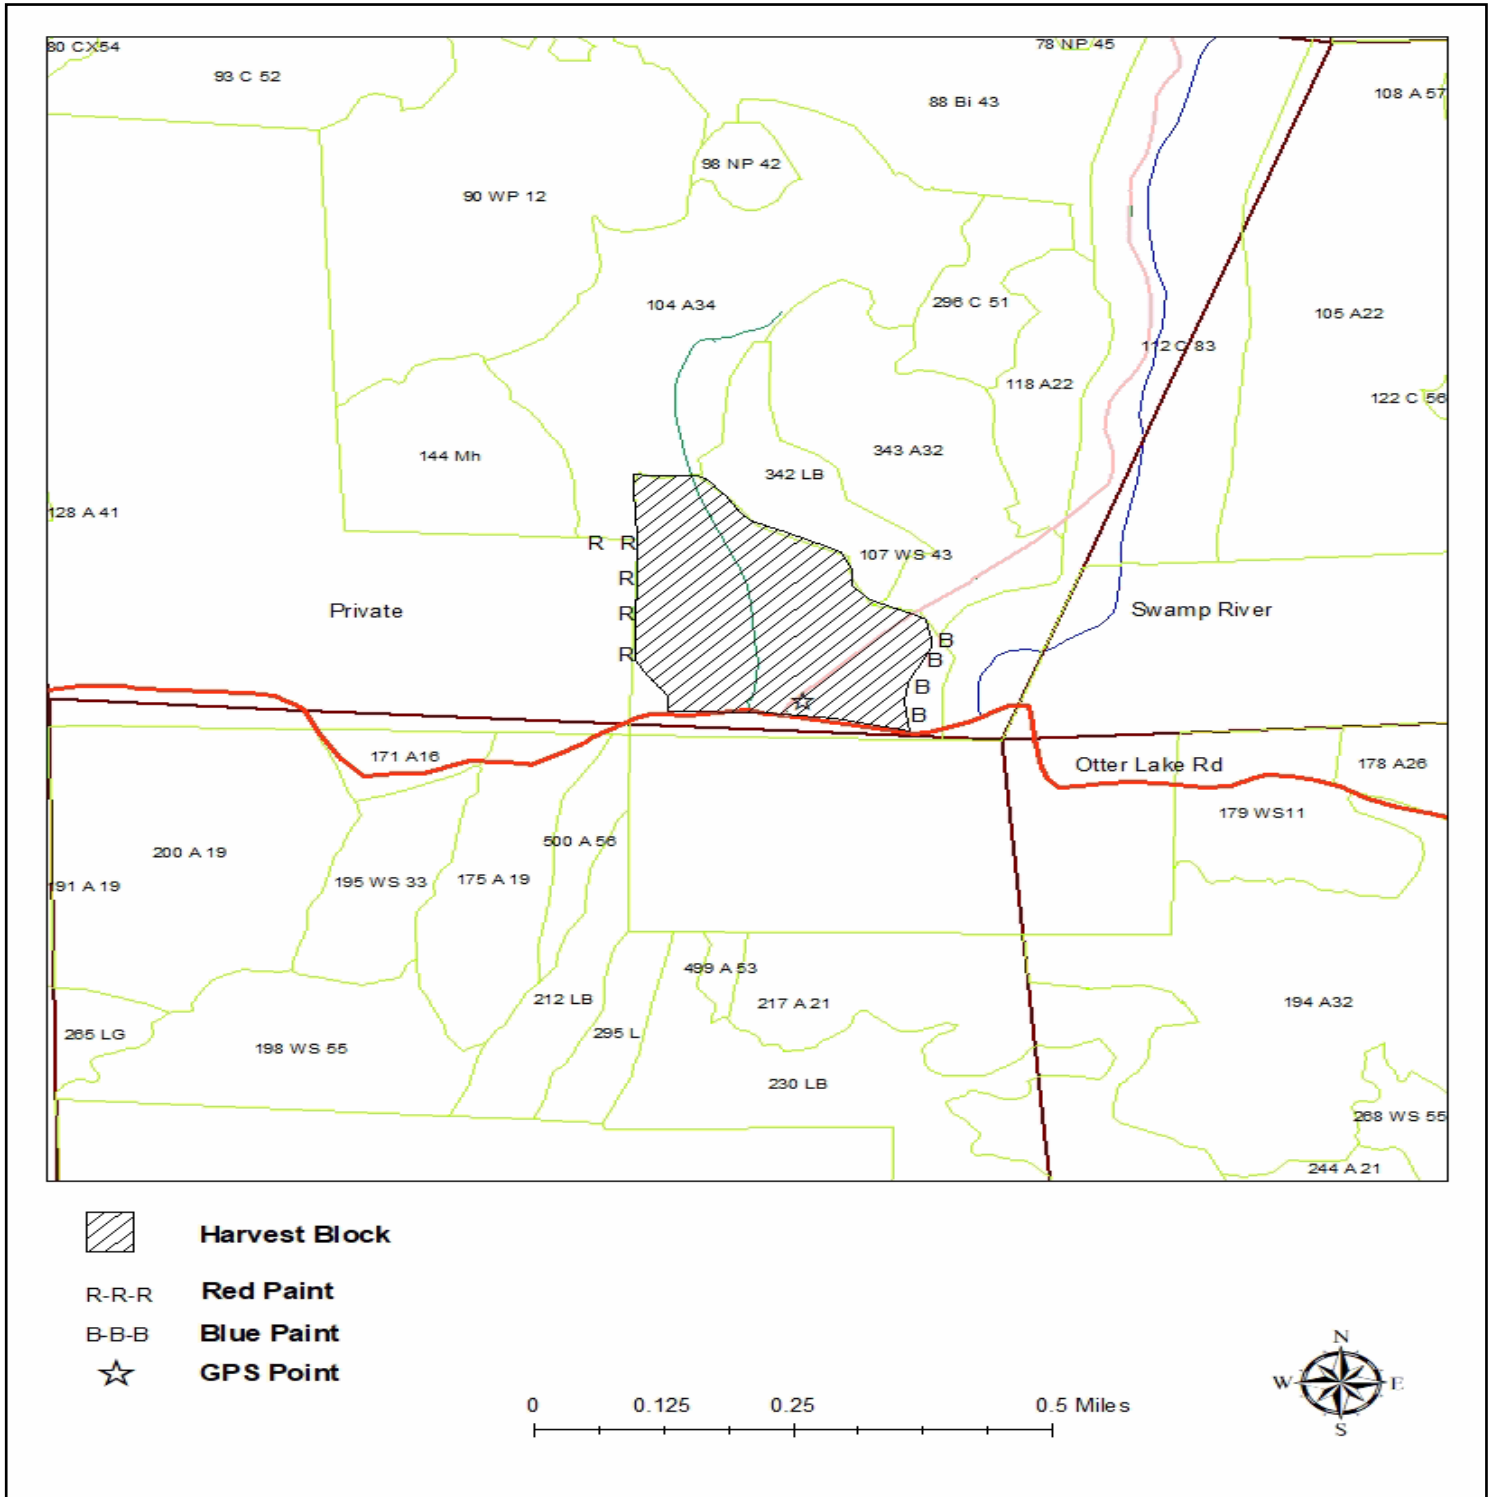 80 CX54
78 NP 45
93 C 52
88 Bi 43
108 A 57
98 NP 42
90 WP 12
104 A34
296 C 51
105 A22
112 C 83
118 A22
122 C 56
144 Mh
343 A32
342 LB
128 A 41
R R
107 WS 43
R
Private
R
Swamp River
B
R
B
B
B
171 A16
Otter Lake Rd
178 A26
179 WS11
500 A 56
200 A 19
195 WS 33
175 A 19
191 A 19
499 A 53
212 LB
217 A 21
194 A32
265 LG
295 L
198 WS 55
230 LB
268 WS 55
244 A 21
Harvest Block
R-R-R Red Paint
B-B-B Blue Paint
GPS Point
0 0.125 0.25 0.5 Miles
N
W E
S